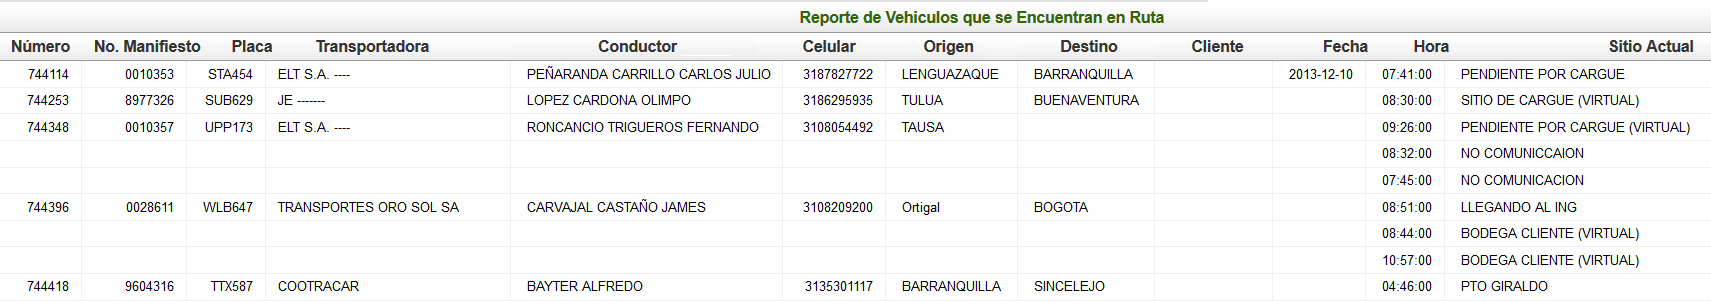 Reporte de Vehiculos que se Encuentran en Ruta
Número No. Manifiesto Placa Transportadora Conductor Celular Origen Destino Cliente Fecha Hora Sitio Actual
744114 0010353 STA454 ELT S.A. ---- PEÑARANDA CARRILLO CARLOS JULIO 3187827722 LENGUAZAQUE BARRANQUILLA 2013-12-10 07:41:00 PENDIENTE POR CARGUE
744253 8977326 SUB629 JE ------- LOPEZ CARDONA OLIMPO 3186295935 TULUA BUENAVENTURA 08:30:00 SITIO DE CARGUE (VIRTUAL)
744348 0010357 UPP173 ELT S.A. ---- RONCANCIO TRIGUEROS FERNANDO 3108054492 TAUSA 09:26:00 PENDIENTE POR CARGUE (VIRTUAL)
08:32:00 NO COMUNICCAION
07:45:00 NO COMUNICACION
744396 0028611 WLB647 TRANSPORTES ORO SOL SA CARVAJAL CASTAÑO JAMES 3108209200 Ortigal BOGOTA 08:51:00 LLEGANDO AL ING
08:44:00 BODEGA CLIENTE (VIRTUAL)
10:57:00 BODEGA CLIENTE (VIRTUAL)
744418 9604316 TTX587 COOTRACAR BAYTER ALFREDO 3135301117 BARRANQUILLA SINCELEJO 04:46:00 PTO GIRALDO